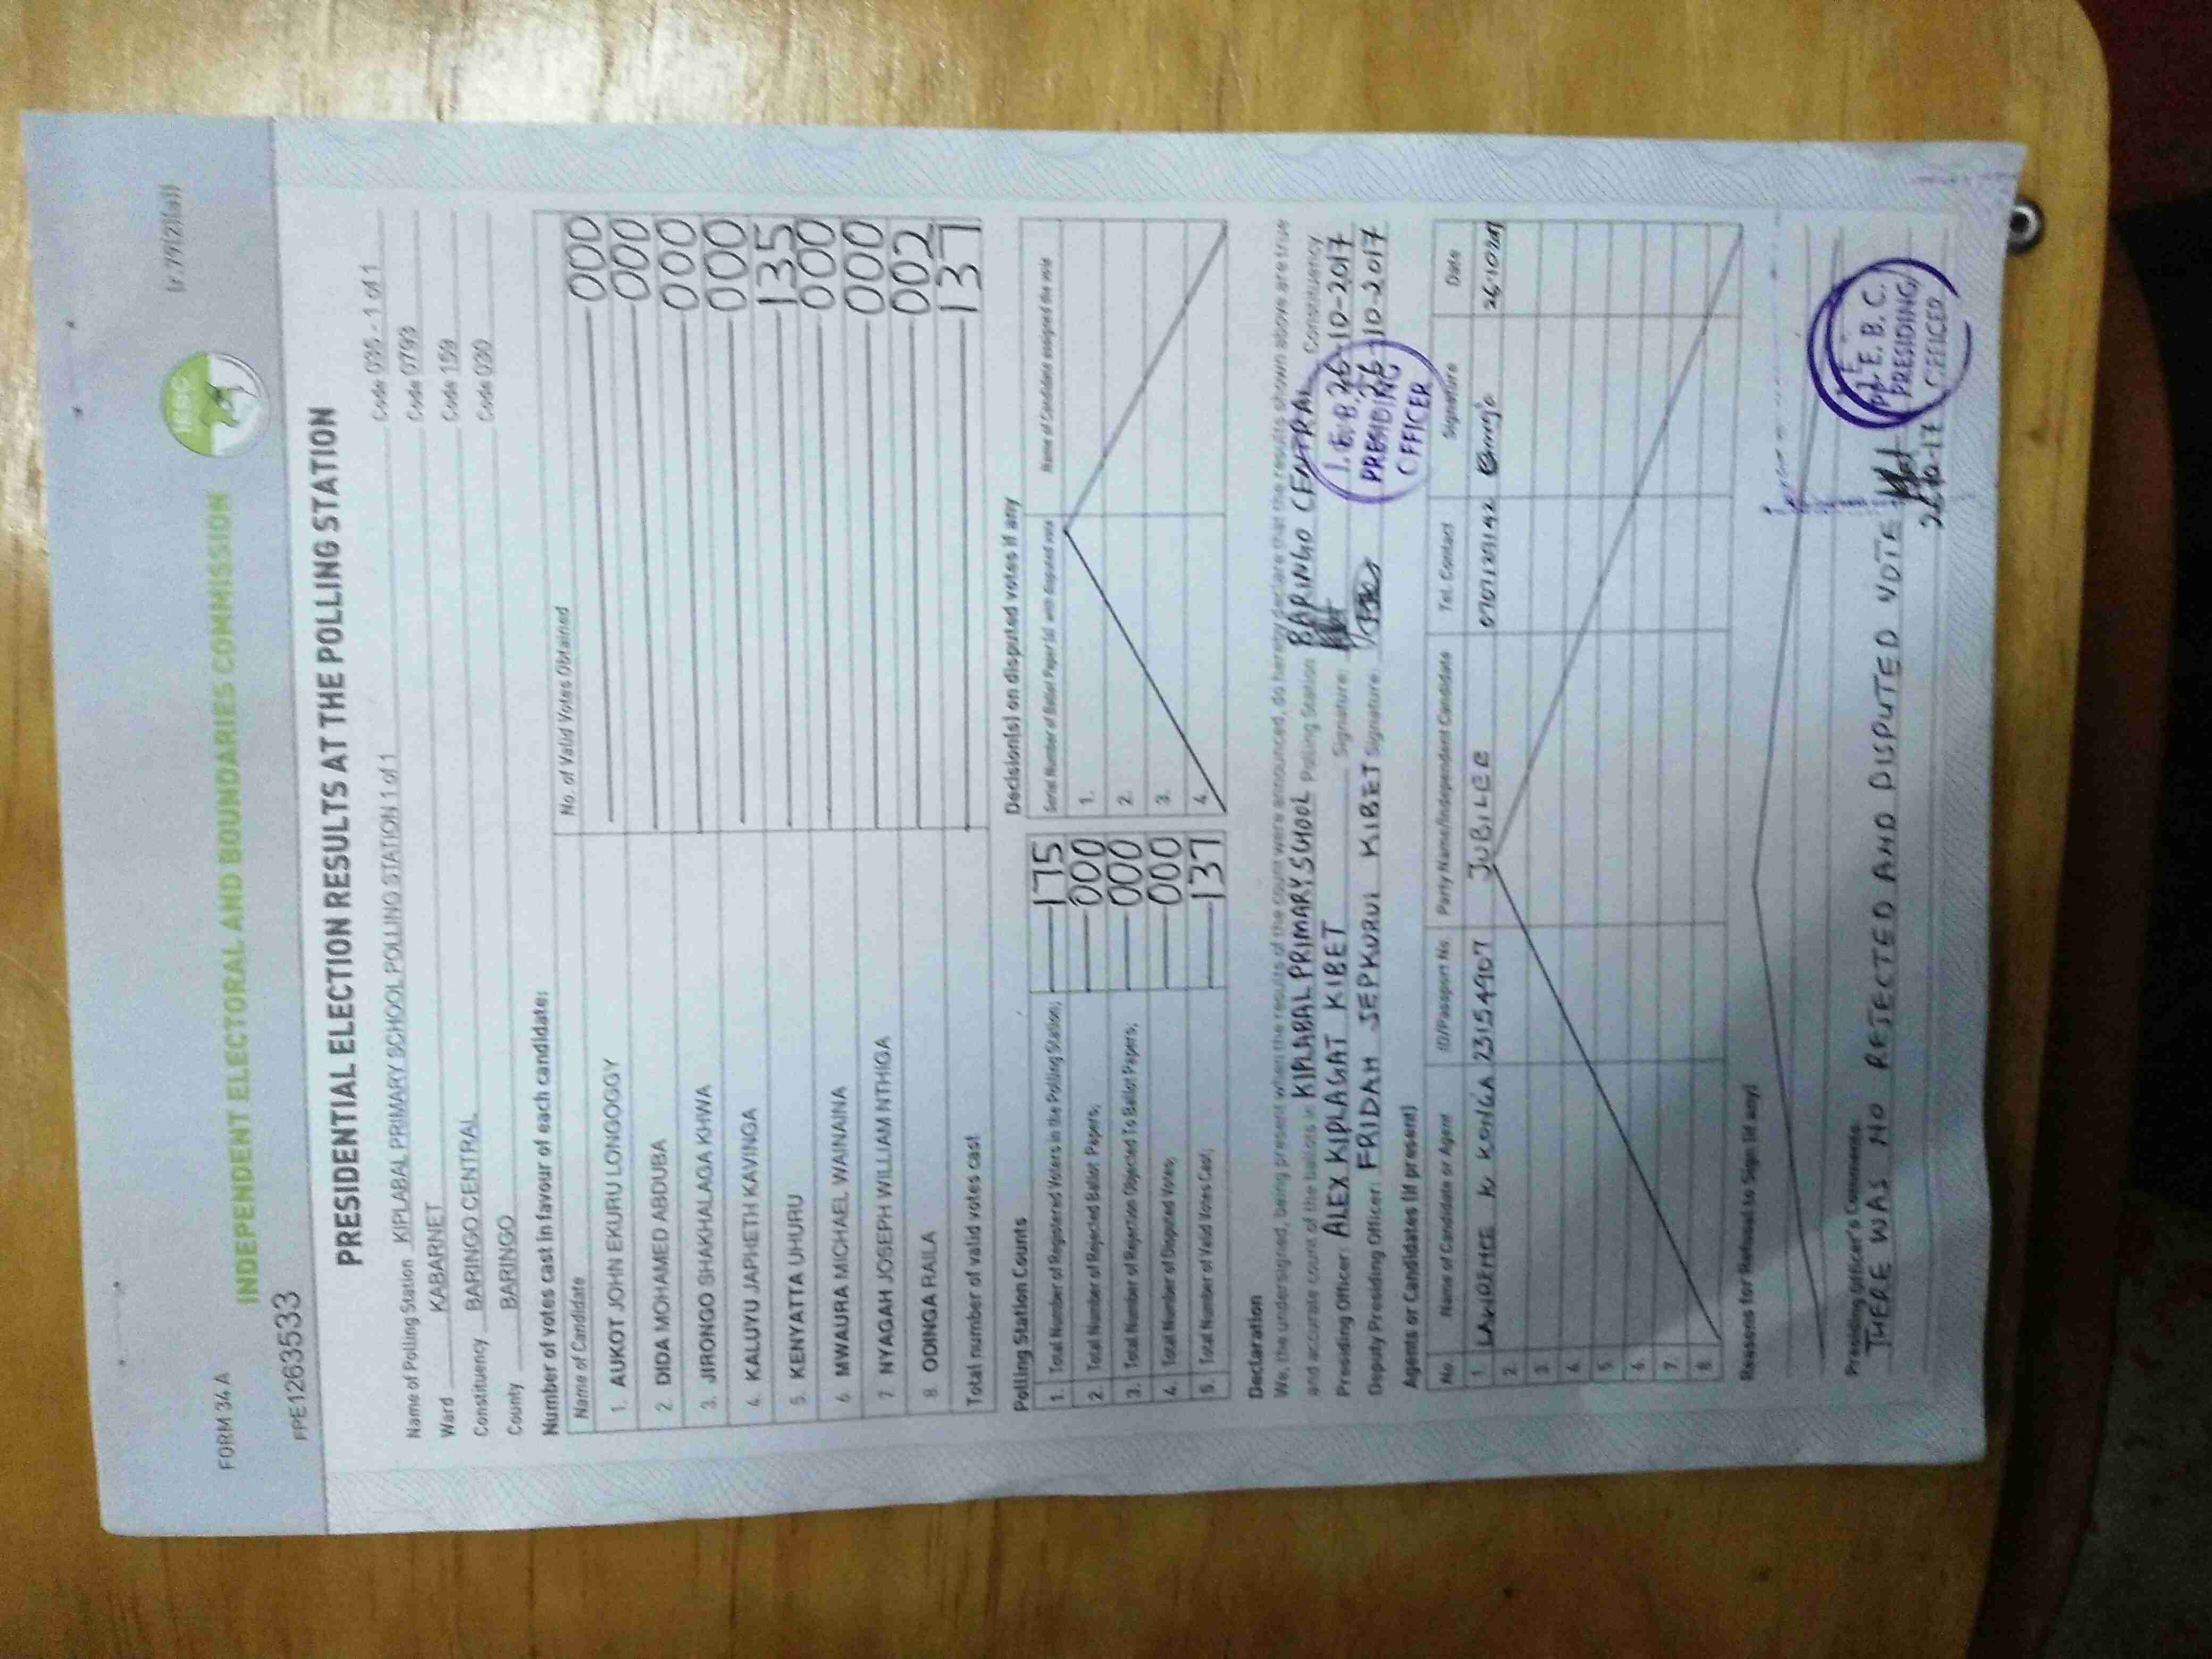 FORM 34 A
(r.79(2)(a))
IEBC
INDEPENDENT ELECTORAL AND BOUNDARIES COMMISSION
FPE1263533
PRESIDENTIAL ELECTION RESULTS AT THE POLLING STATION
Name of Polling Station KIPLABAL PRIMARY SCHOOL POLLING STATION 1 of 1 Code 035 - 1 of 1
Ward KABARNET Code 0793
Constituency BARINGO CENTRAL Code 159
County BARINGO Code 030
Number of votes cast in favour of each candidate:
Name of Candidate No. of Valid Votes Obtained
1. AUKOT JOHN EKURU LONGOGGY 000
2. DIDA MOHAMED ABDUBA 000
3. JIRONGO SHAKHALAGA KHWA 000
4. KALUYU JAPHETH KAVINGA 000
5. KENYATTA UHURU 135
6 MWAURA MICHAEL WAINAINA 000
7. NYAGAH JOSEPH WILLIAM NTHIGA 000
8. ODINGA RAILA 002
Total number of valid votes cast 137
Polling Station Counts
1. Total Number of Registered Voters in the Polling Station; 175
2. Total Number of Rejected Ballot Papers; 000
3. Total Number of Rejection Objected To Ballot Papers; 000
4. Total Number of Disputed Votes; 000
5. Total Number of Valid Votes Cast; 137
Decision(s) on disputed votes if any
Serial Number of Ballot Paper(s) with disputed vote Name of Candidate assigned the vote
1.
2.
3.
4.
Declaration
We, the undersigned, being present when the results of the count were announced, do hereby declare that the results shown above are true
and accurate count of the ballots in KIPLABAL PRIMARY SCHOOL Polling Station BARINGO CENTRAL Constituency
Presiding Officer: ALEX KIPLAGAT KIBET Signature: 26-10-2017
Deputy Presiding Officer: FRIDAH JEPKURUI KIBET Signature: 26-10-2017
I.E.B.C.
PRESIDING
OFFICER
Agents or Candidates (if present)
No. Name of Candidate or Agent ID/Passport No. Party Name/Independent Candidate Tel. Contact Signature Date
1 LAWRENCE K KONGA 23154907 JUBILEE
2.
3.
4.
5.
6.
7.
8.
Reasons for Refusal to Sign (if any)
Presiding Officer's Comments
THERE WAS NO REJECTED AND DISPUTED VOTE
I.E.B.C.
PRESIDING
OFFICER